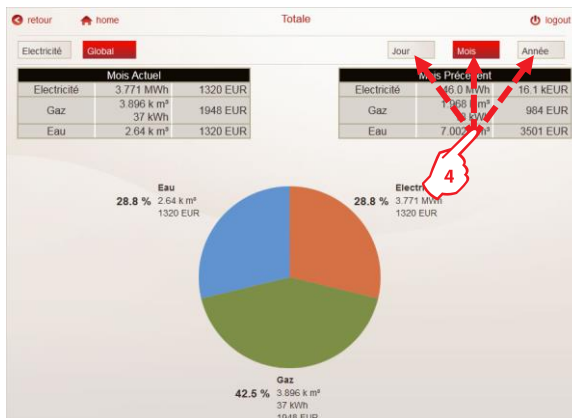 retour home Totale logout
Electricité Global Jour Mois Année
Mois Actuel
Electricité 3.771 MWh 1320 EUR
Gaz 3.896 k m³ 37 kWh 1948 EUR
Eau 2.64 k m³ 1320 EUR
Mois
Electricité 16.1 kEUR
Gaz 984 EUR
Eau 3501 EUR
4
Eau
28.8 % 2.64 k m³
1320 EUR
28.8 % 3.771 MWh
1320 EUR
Gaz
42.5 % 3.896 k m³
37 kWh
1948 EUR